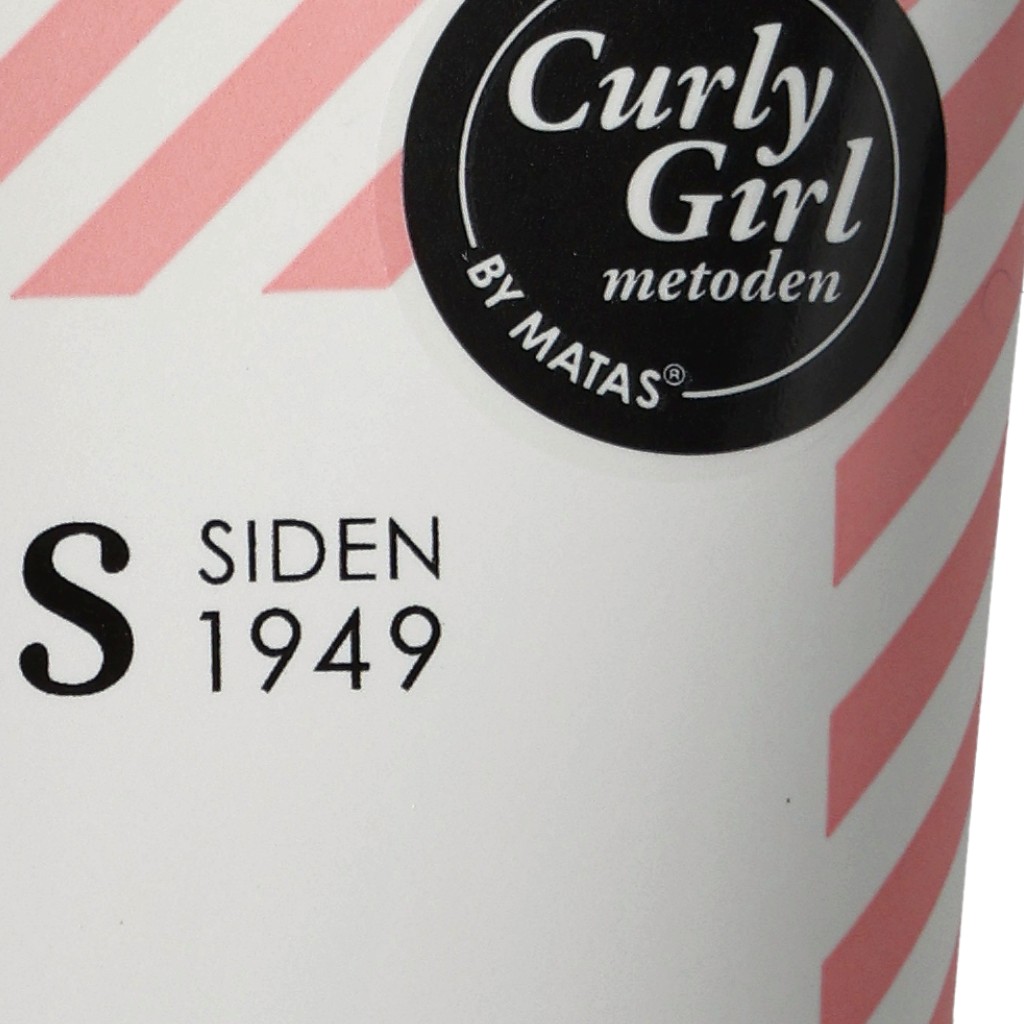 Curly
Girl
metoden
BY MATAS®
S
SIDEN
1949